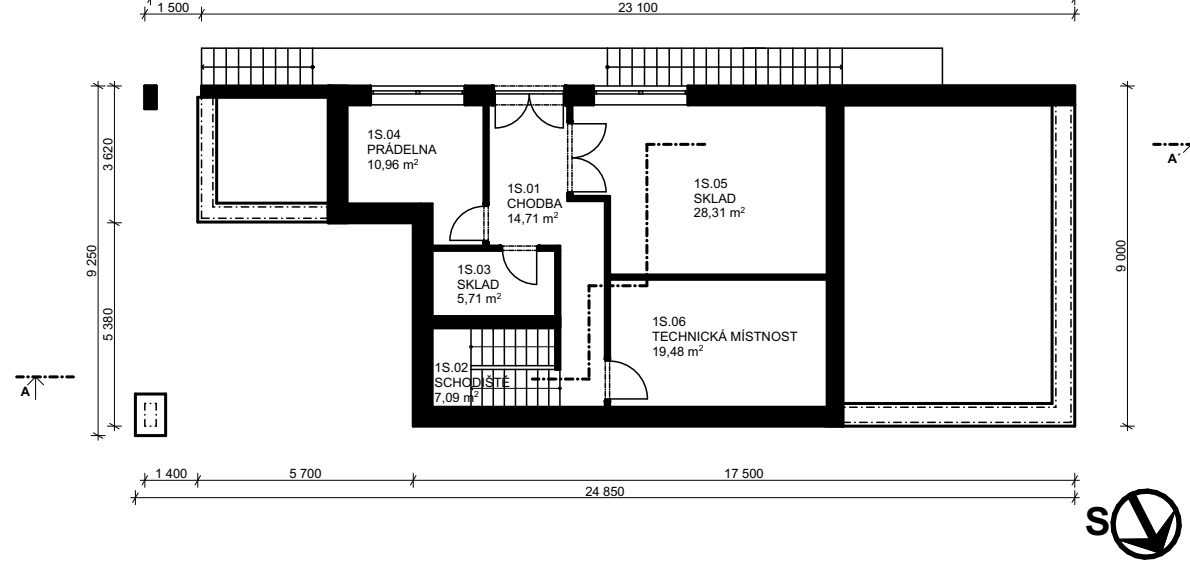 1 500
23 100
1S.04
PRÁDELNA
10,96 m²
3 620
A
1S.01
CHODBA
14,71 m²
1S.05
SKLAD
28,31 m²
9 250
9 000
1S.03
SKLAD
5,71 m²
5 380
1S.06
TECHNICKÁ MÍSTNOST
19,48 m²
1S.02
SCHODIŠTĚ
7,09 m²
A
1 400
5 700
17 500
24 850
S